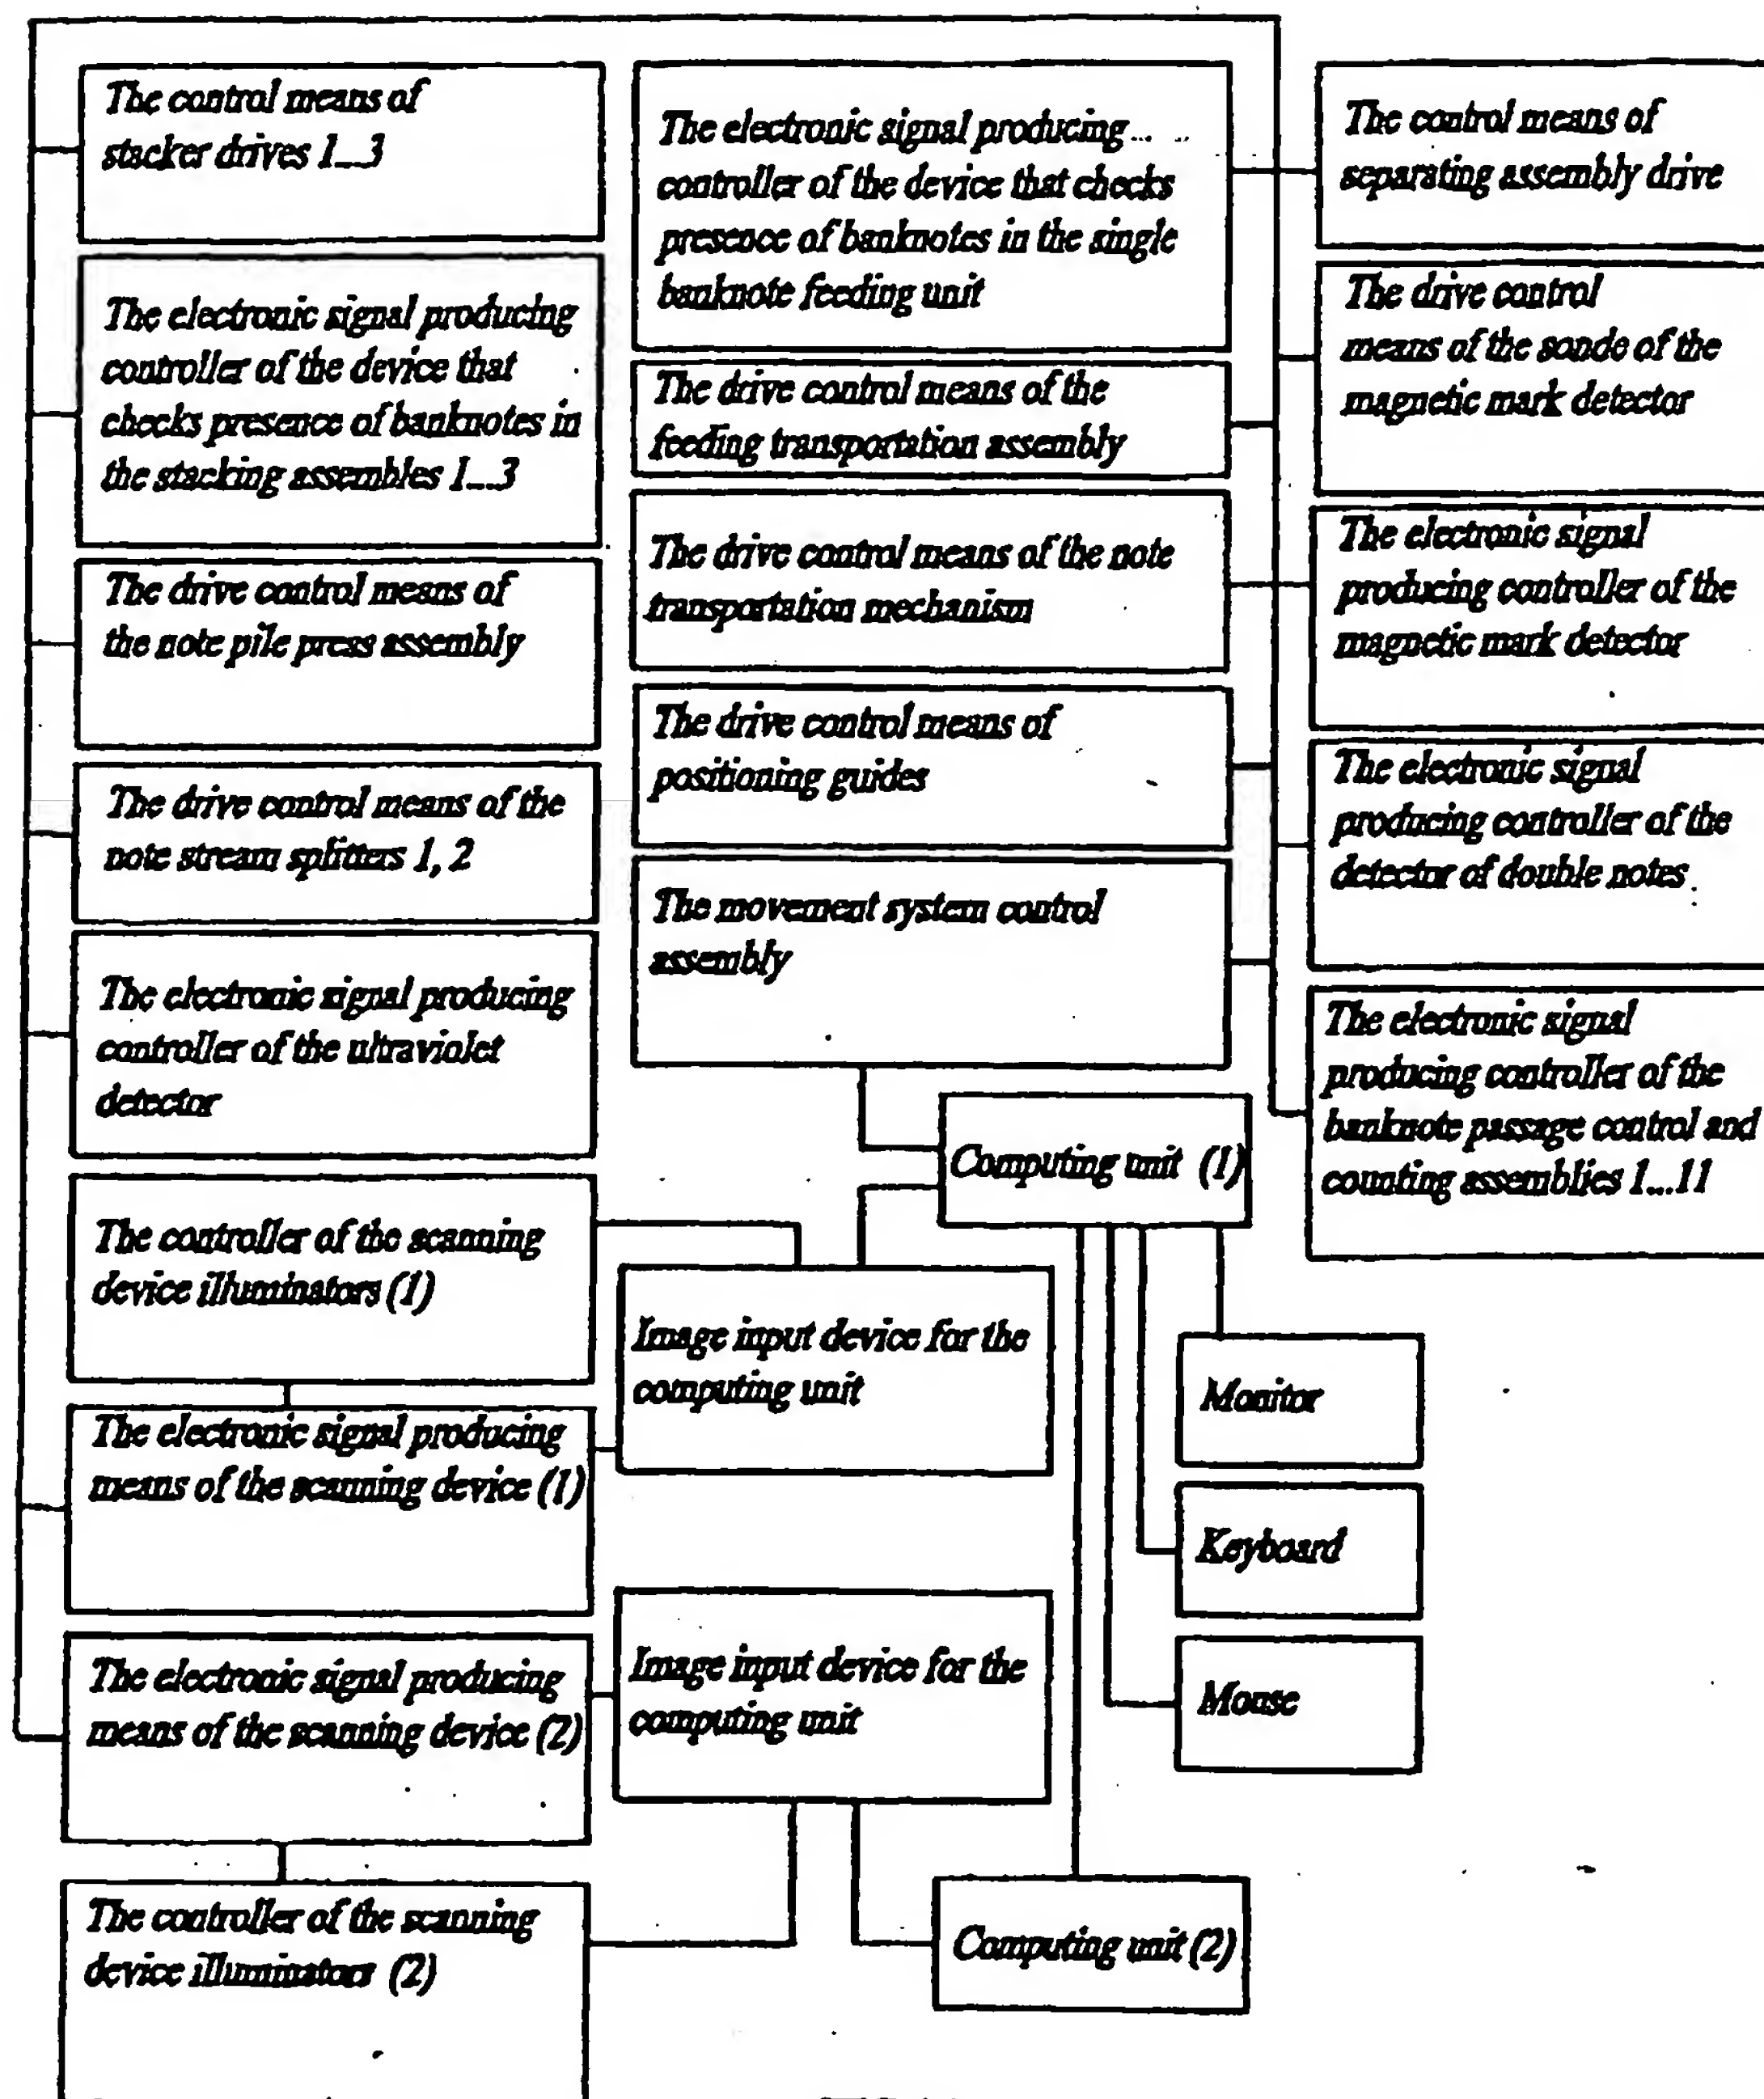 The control means of
stacker drives 1...3
The electronic signal producing
controller of the device that
checks presence of banknotes in
the stacking assembles 1...3
The drive control means of
the note pile press assembly
The drive control means of the
note stream splitters 1, 2
The electronic signal producing
controller of the ultraviolet
detector
The controller of the scanning
device illuminators (1)
The electronic signal producing
means of the scanning device (1)
The electronic signal producing
means of the scanning device (2)
The controller of the scanning
device illuminators (2)
The electronic signal producing
controller of the device that checks
presence of banknotes in the single
banknote feeding unit
The drive control means of the
feeding transportation assembly
The drive control means of the note
transportation mechanism
The drive control means of
positioning guides
The movement system control
assembly
Computing unit (1)
Image input device for the
computing unit
Image input device for the
computing unit
Computing unit (2)
The control means of
separating assembly drive
The drive control
means of the sonde of the
magnetic mark detector
The electronic signal
producing controller of the
magnetic mark detector
The electronic signal
producing controller of the
detector of double notes
The electronic signal
producing controller of the
banknote passage control and
counting assemblies 1...11
Monitor
Keyboard
Mouse